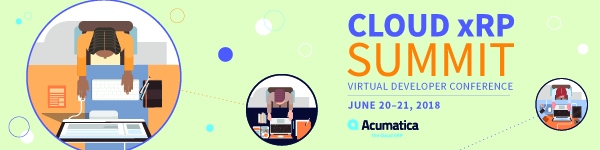 CLOUD xRP
SUMMIT
VIRTUAL DEVELOPER CONFERENCE
JUNE 20–21, 2018
Acumatica